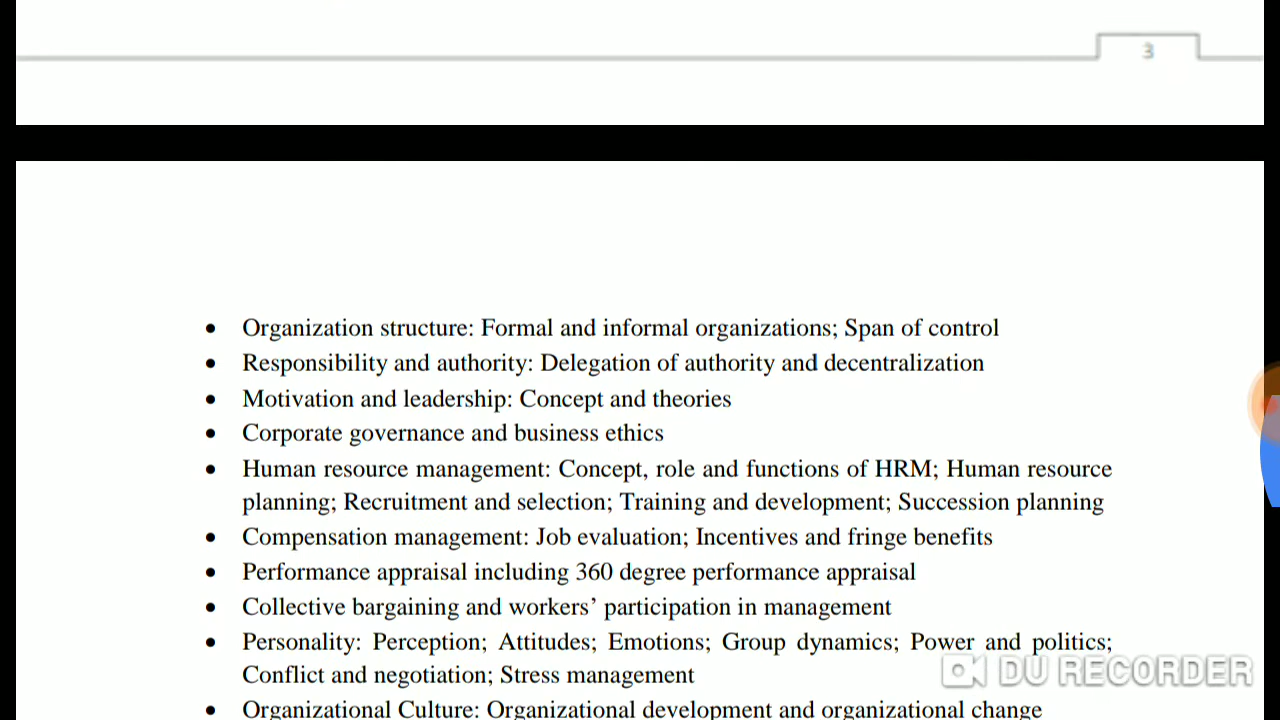 3
• Organization structure: Formal and informal organizations; Span of control
• Responsibility and authority: Delegation of authority and decentralization
• Motivation and leadership: Concept and theories
• Corporate governance and business ethics
• Human resource management: Concept, role and functions of HRM; Human resource
planning; Recruitment and selection; Training and development; Succession planning
• Compensation management: Job evaluation; Incentives and fringe benefits
• Performance appraisal including 360 degree performance appraisal
• Collective bargaining and workers’ participation in management
• Personality: Perception; Attitudes; Emotions; Group dynamics; Power and politics;
Conflict and negotiation; Stress management
DU RECORDER
• Organizational Culture: Organizational development and organizational change